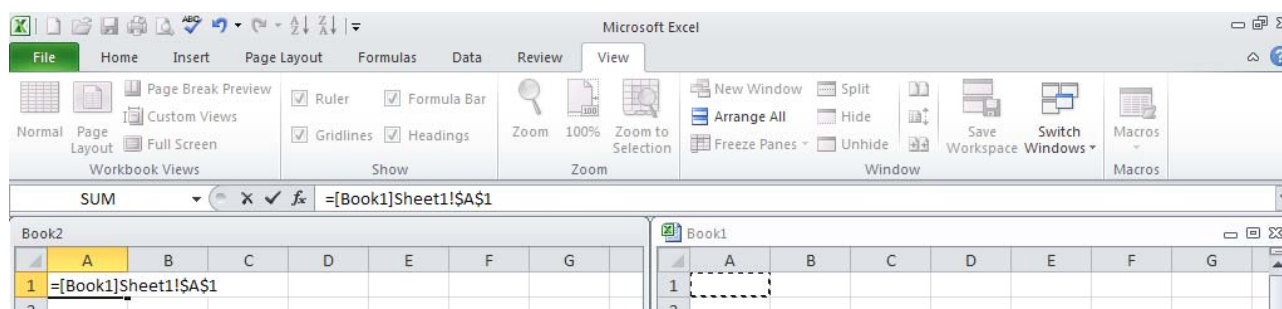 ABC
Microsoft Excel
File Home Insert Page Layout Formulas Data Review View
Normal
Page Layout
Page Break Preview
Custom Views
Full Screen
Workbook Views
Ruler
Formula Bar
Gridlines
Headings
Show
Zoom
100%
Zoom to Selection
Zoom
New Window
Arrange All
Freeze Panes
Split
Hide
Unhide
Save Workspace
Switch Windows
Window
Macros
Macros
SUM fx =[Book1]Sheet1!$A$1
Book2
A B C D E F G
1 =[Book1]Sheet1!$A$1
Book1
A B C D E F G
1